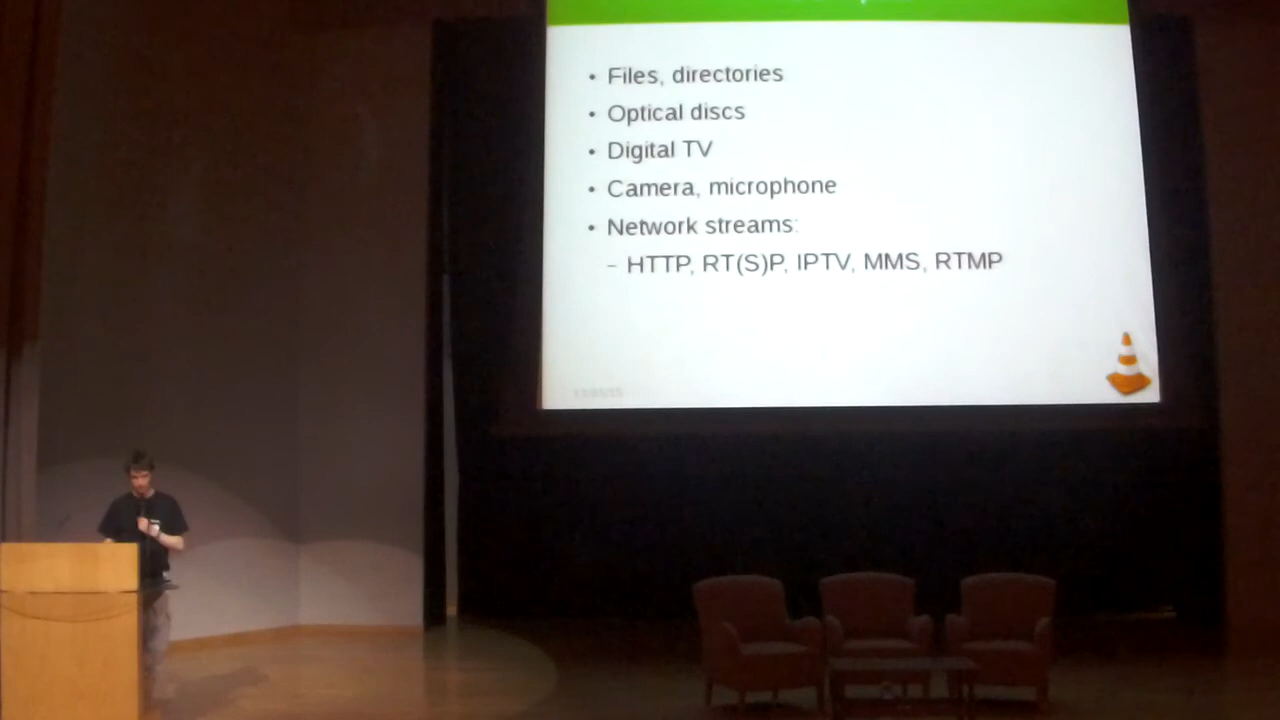 • Files, directories
• Optical discs
• Digital TV
• Camera, microphone
• Network streams:
– HTTP, RT(S)P, IPTV, MMS, RTMP